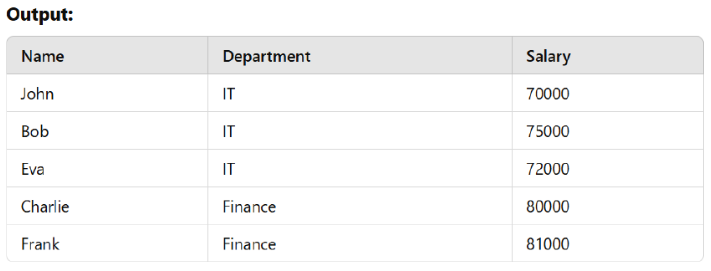 Output:
Name Department Salary
John IT 70000
Bob IT 75000
Eva IT 72000
Charlie Finance 80000
Frank Finance 81000